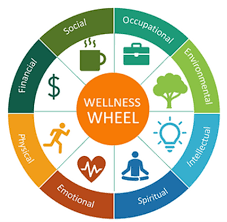 Social
Occupational
Environmental
Intellectual
Spiritual
Emotional
Physical
Financial
WELLNESS
WHEEL
$